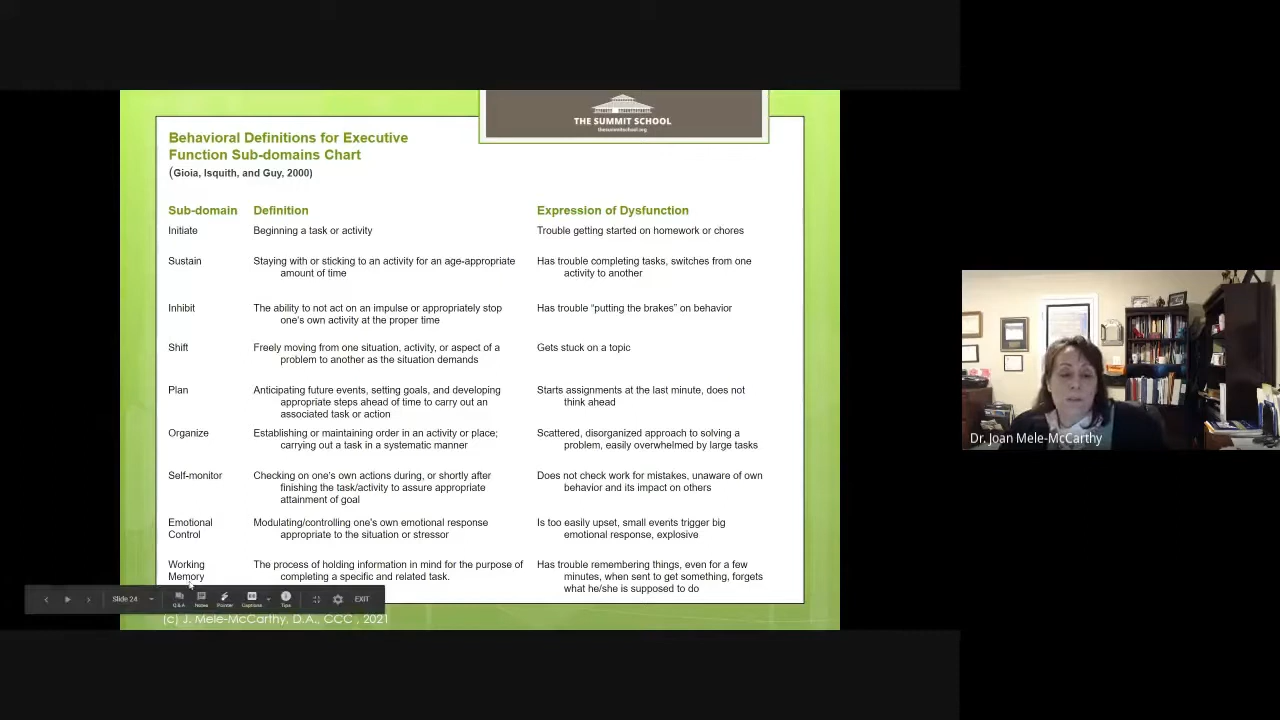 THE SUMMIT SCHOOL
thesummitschool.org
Behavioral Definitions for Executive
Function Sub-domains Chart
(Gioia, Isquith, and Guy, 2000)
Sub-domain Definition Expression of Dysfunction
Initiate Beginning a task or activity Trouble getting started on homework or chores
Sustain Staying with or sticking to an activity for an age-appropriate Has trouble completing tasks, switches from one
amount of time activity to another
Inhibit The ability to not act on an impulse or appropriately stop Has trouble “putting the brakes” on behavior
one’s own activity at the proper time
Shift Freely moving from one situation, activity, or aspect of a Gets stuck on a topic
problem to another as the situation demands
Plan Anticipating future events, setting goals, and developing Starts assignments at the last minute, does not
appropriate steps ahead of time to carry out an think ahead
associated task or action
Organize Establishing or maintaining order in an activity or place; Scattered, disorganized approach to solving a
carrying out a task in a systematic manner problem, easily overwhelmed by large tasks
Self-monitor Checking on one’s own actions during, or shortly after Does not check work for mistakes, unaware of own
finishing the task/activity to assure appropriate behavior and its impact on others
attainment of goal
Emotional Modulating/controlling one’s own emotional response Is too easily upset, small events trigger big
Control appropriate to the situation or stressor emotional response, explosive
Working The process of holding information in mind for the purpose of Has trouble remembering things, even for a few
Memory completing a specific and related task. minutes, when sent to get something, forgets
what he/she is supposed to do
Slide 24 Q&A Notes Pointer Captions Tips EXIT
(c) J. Mele-McCarthy, D.A., CCC , 2021
Dr. Joan Mele-McCarthy